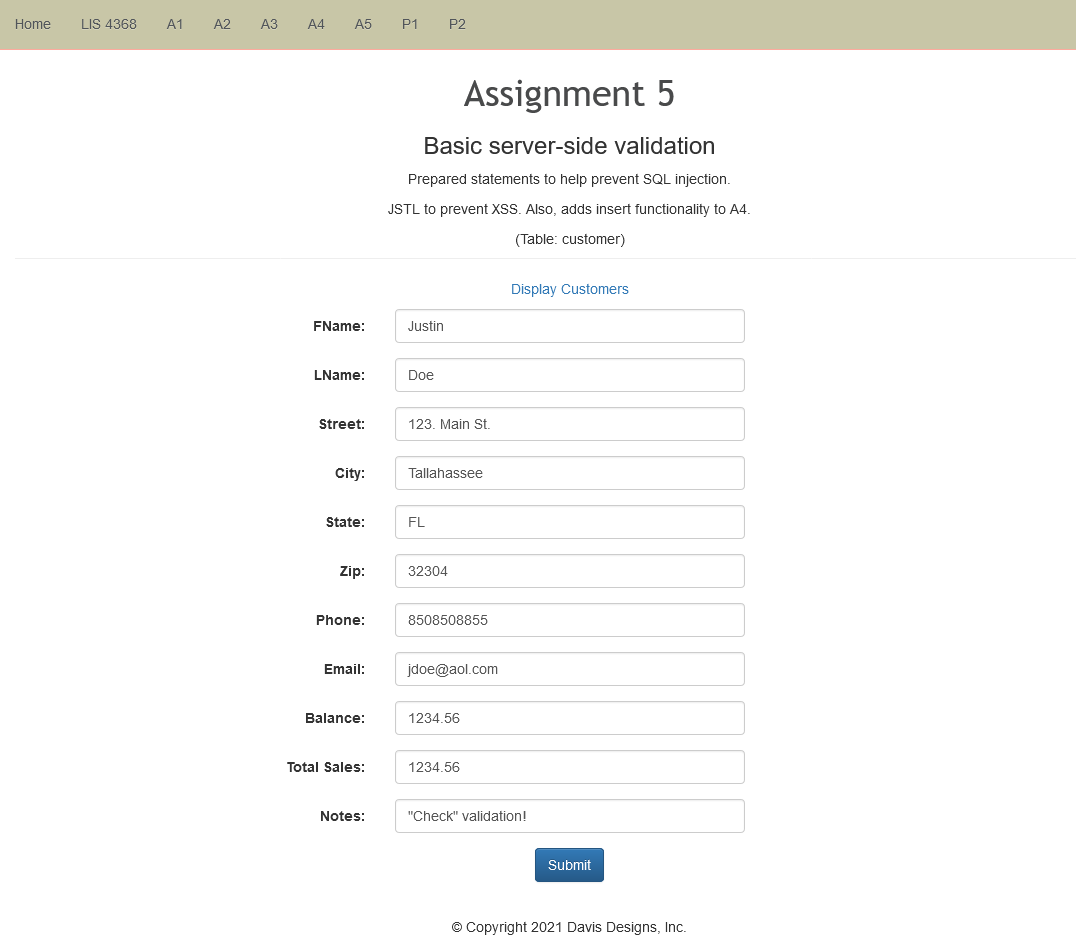 Home LIS 4368 A1 A2 A3 A4 A5 P1 P2
Assignment 5
Basic server-side validation
Prepared statements to help prevent SQL injection.
JSTL to prevent XSS. Also, adds insert functionality to A4.
(Table: customer)
Display Customers
FName: Justin
LName: Doe
Street: 123. Main St.
City: Tallahassee
State: FL
Zip: 32304
Phone: 8508508855
Email: jdoe@aol.com
Balance: 1234.56
Total Sales: 1234.56
Notes: "Check" validation!
Submit
© Copyright 2021 Davis Designs, Inc.